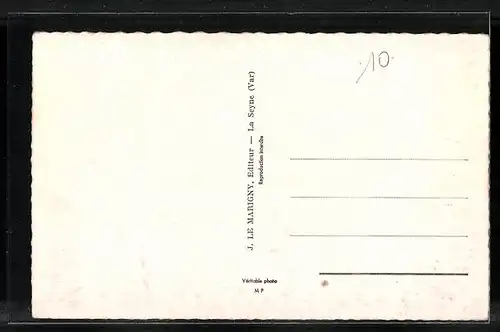 10.
J. LE MARIGNY, Editeur — La Seyne (Var)
Reproduction interdite
Véritable photo
M P